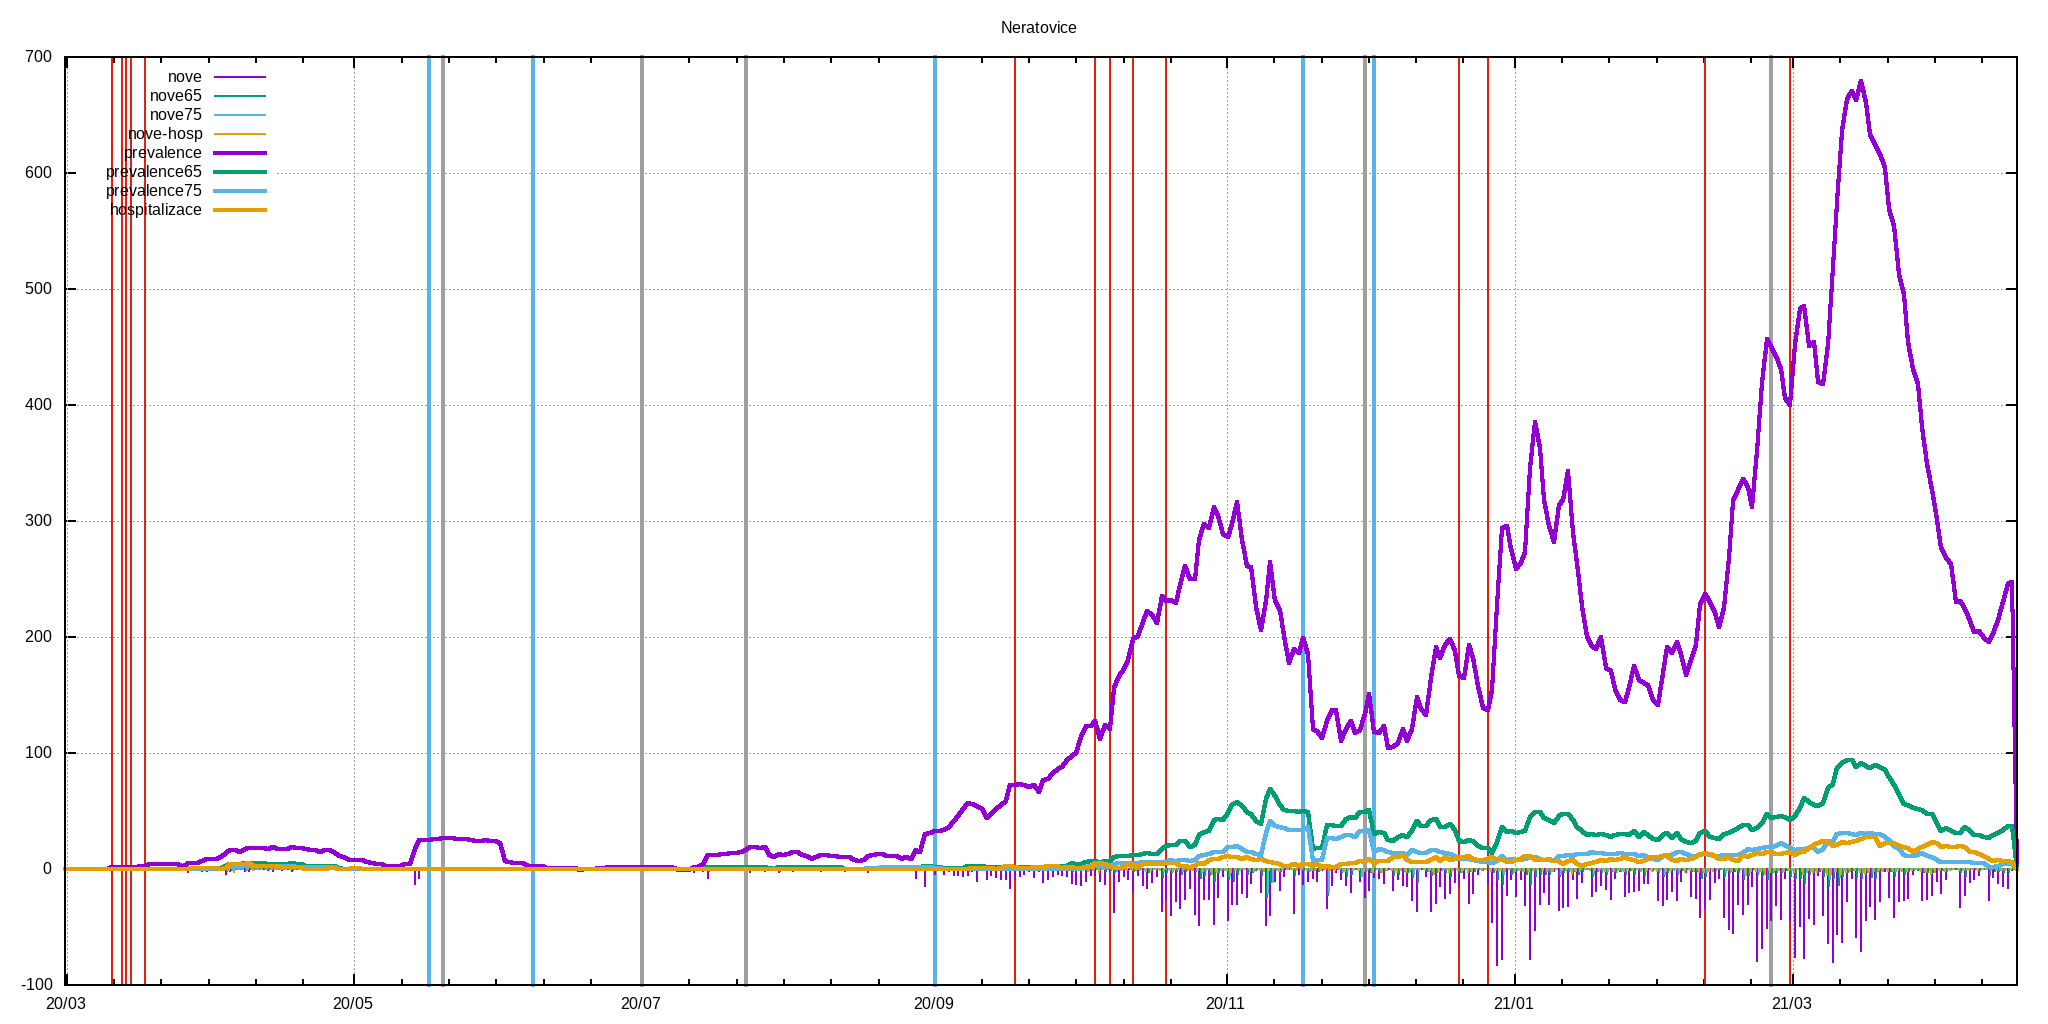 Neratovice
700
600
500
400
300
200
100
0
-100
nove
nove65
nove75
nove-hosp
prevalence
prevalence65
prevalence75
hospitalizace
20/03 20/05 20/07 20/09 20/11 21/01 21/03